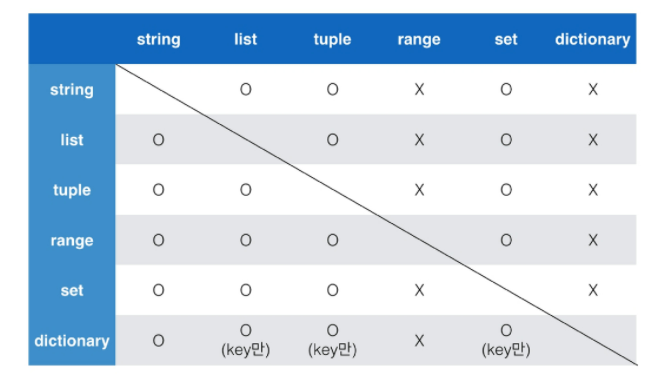 string list tuple range set dictionary
string O O X O X
list O O X O X
tuple O O X O X
range O O O O X
set O O O X X
dictionary O O (key만) O (key만) X O (key만)